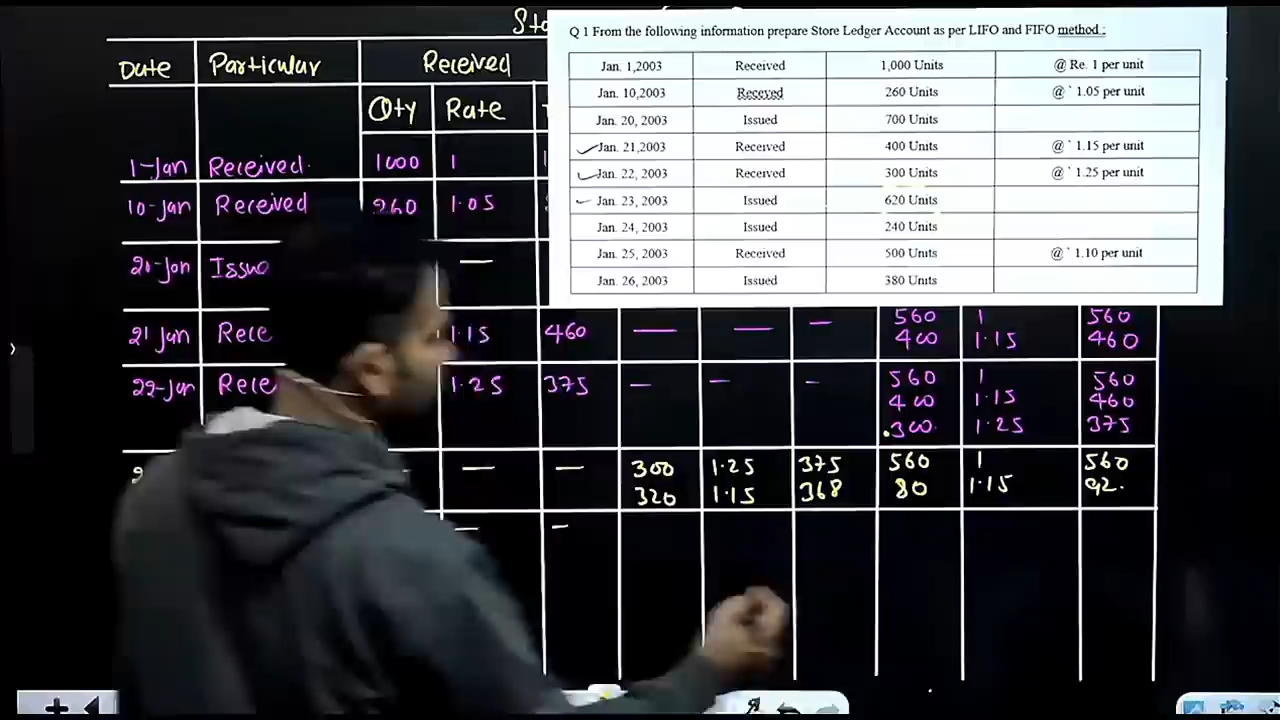 Sto
Q 1 From the following information prepare Store Ledger Account as per LIFO and FIFO method :
Jan. 1,2003 Received 1,000 Units @ Re. 1 per unit
Jan. 10,2003 Receved 260 Units @ ` 1.05 per unit
Jan. 20, 2003 Issued 700 Units
Jan. 21,2003 Received 400 Units @ ` 1.15 per unit
Jan. 22, 2003 Received 300 Units @ ` 1.25 per unit
Jan. 23, 2003 Issued 620 Units
Jan. 24, 2003 Issued 240 Units
Jan. 25, 2003 Received 500 Units @ ` 1.10 per unit
Jan. 26, 2003 Issued 380 Units
Date Particular Received
Qty Rate
1-Jan Received. 1000 1
10-Jan Received 260 1.05
20-Jan Issue —
560 1 560
21 Jan Rece 1.15 460 — — — 400 1.15 460
22-Jan Rece 1.25 375 — — — 560 1 560
400 1.15 460
300 1.25 375
— — 300 1.25 375 560 1 560
320 1.15 368 80 1.15 92.
— —